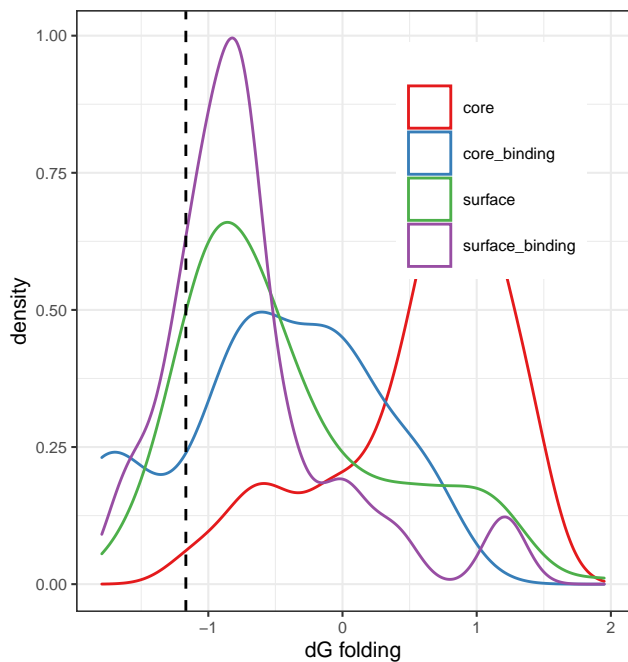 1.00
0.75
0.50
0.25
0.00
density
core
core_binding
surface
surface_binding
−1
0
1
2
dG folding